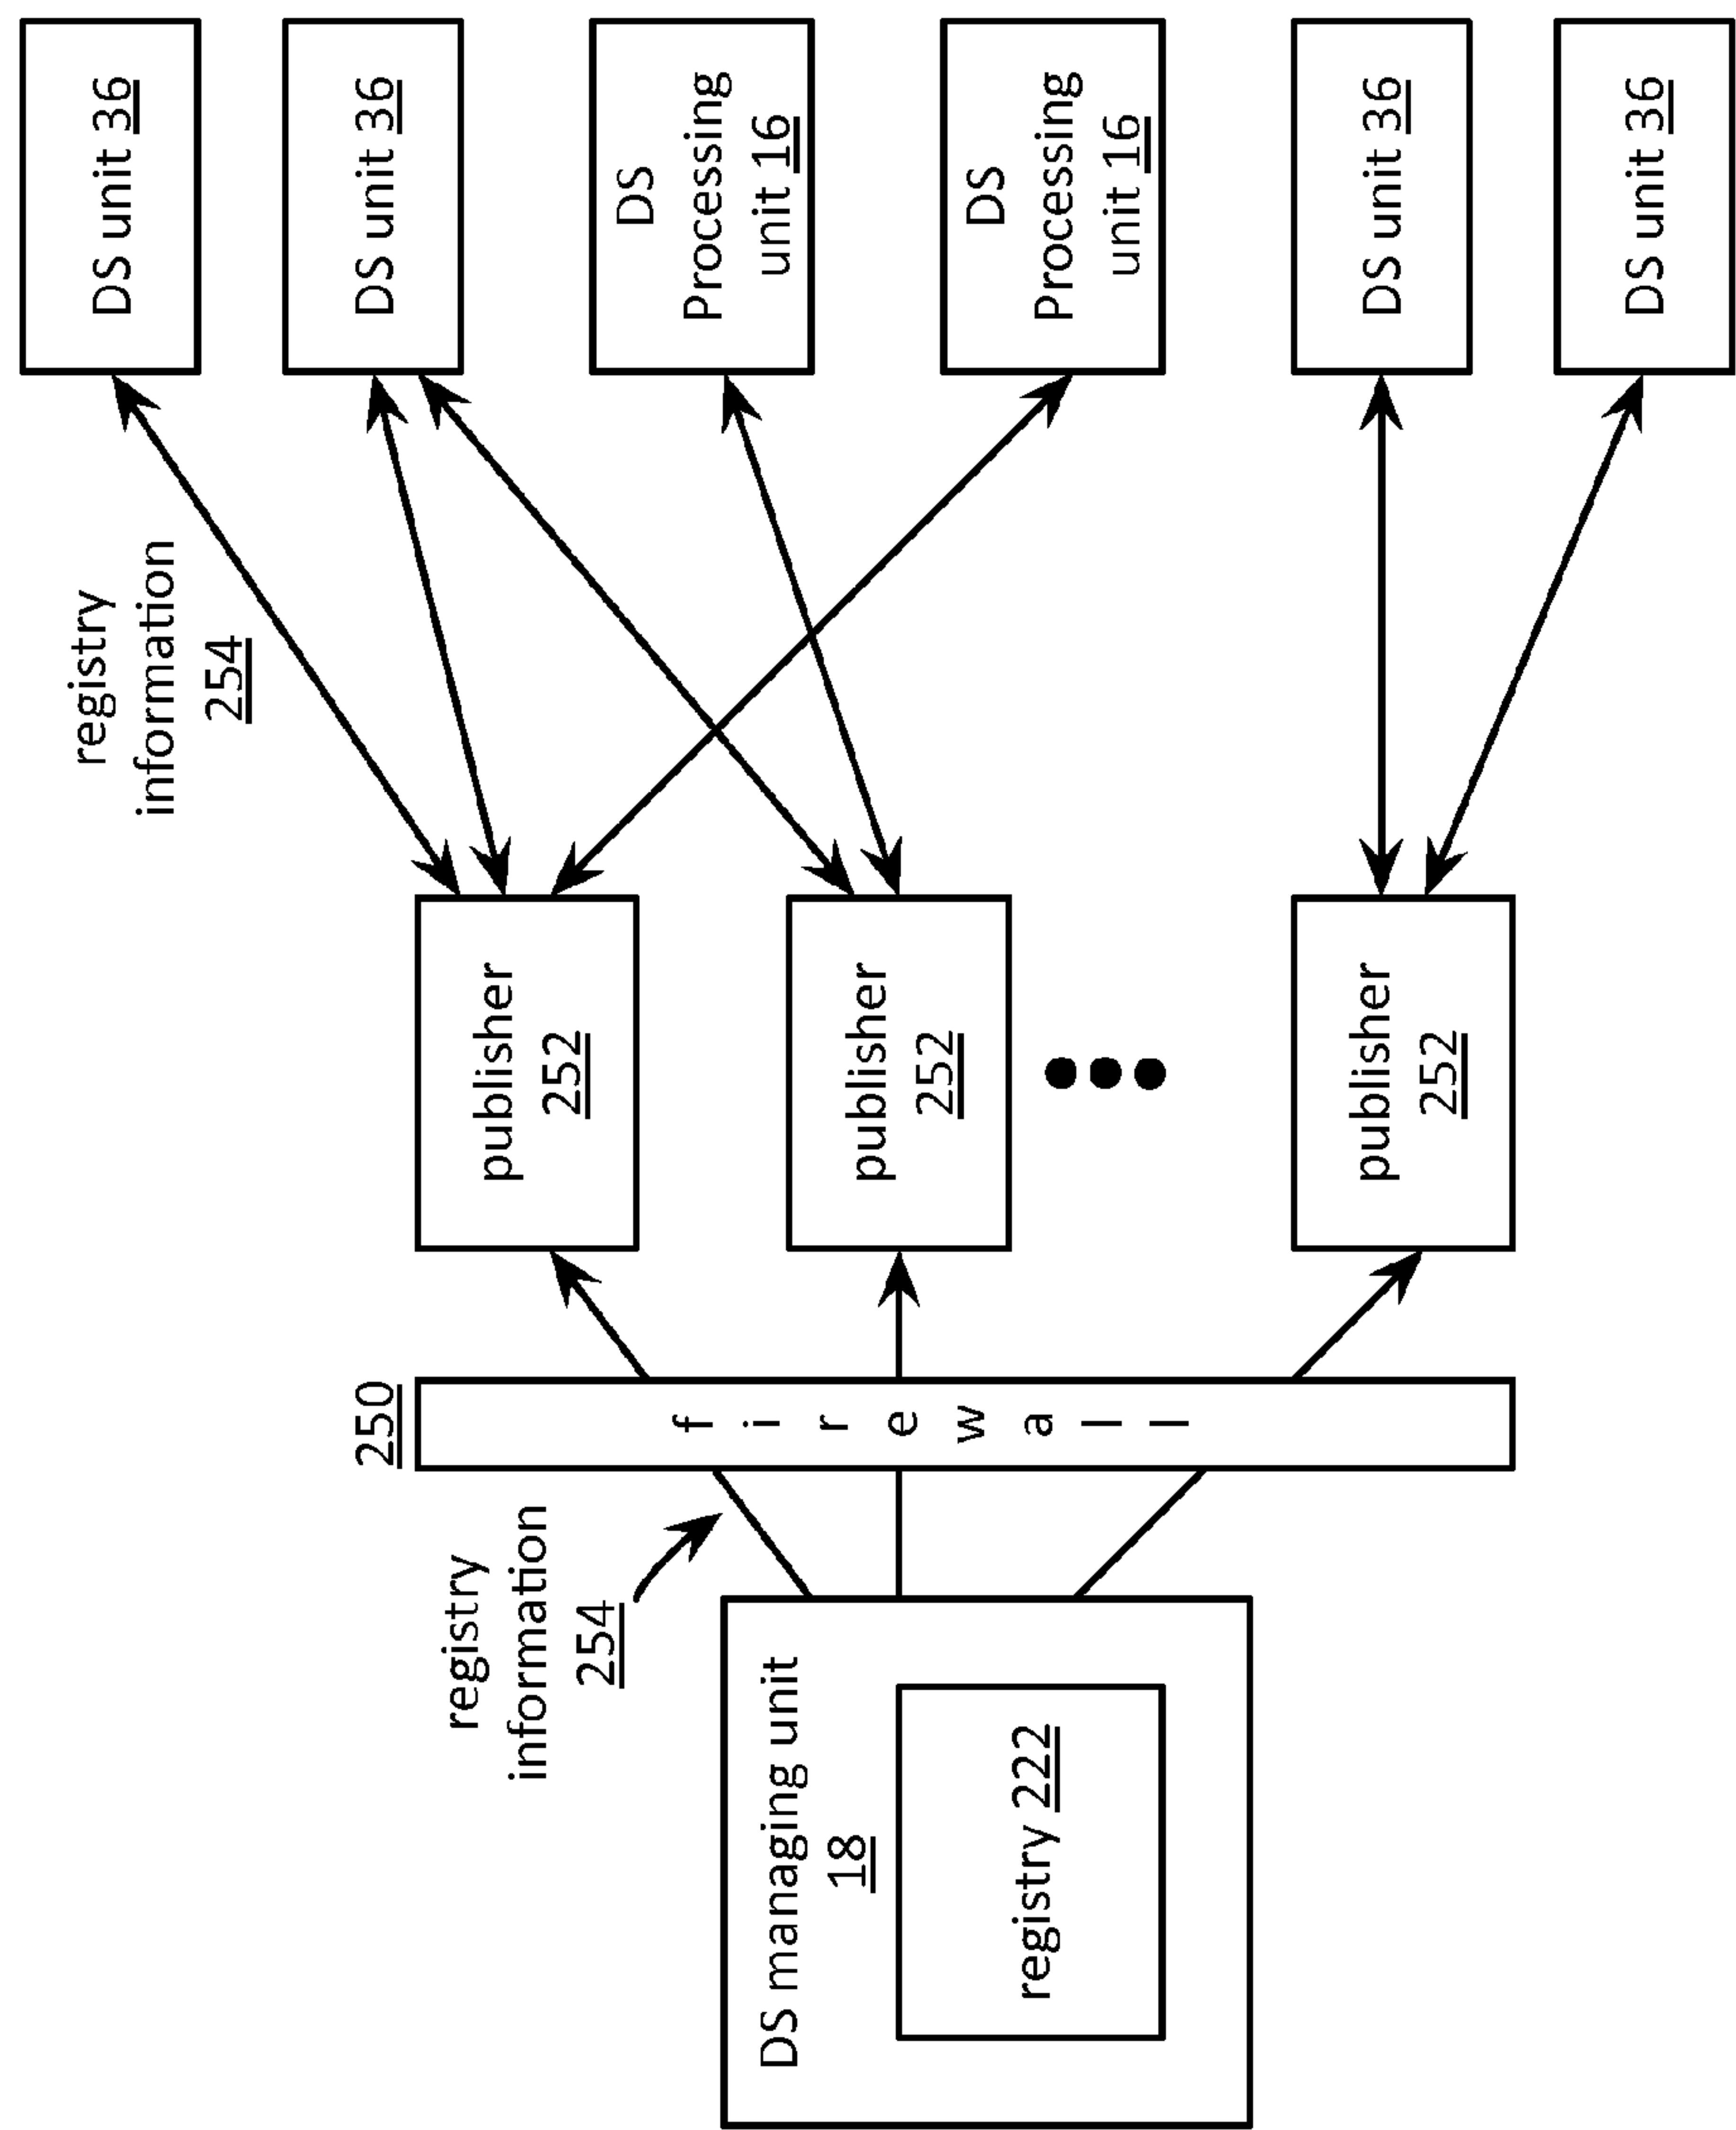 DS managing unit
18
registry 222
registry
information
254
250
firewall
publisher
252
publisher
252
publisher
252
registry
information
254
DS unit 36
DS unit 36
DS
Processing
unit 16
DS
Processing
unit 16
DS unit 36
DS unit 36